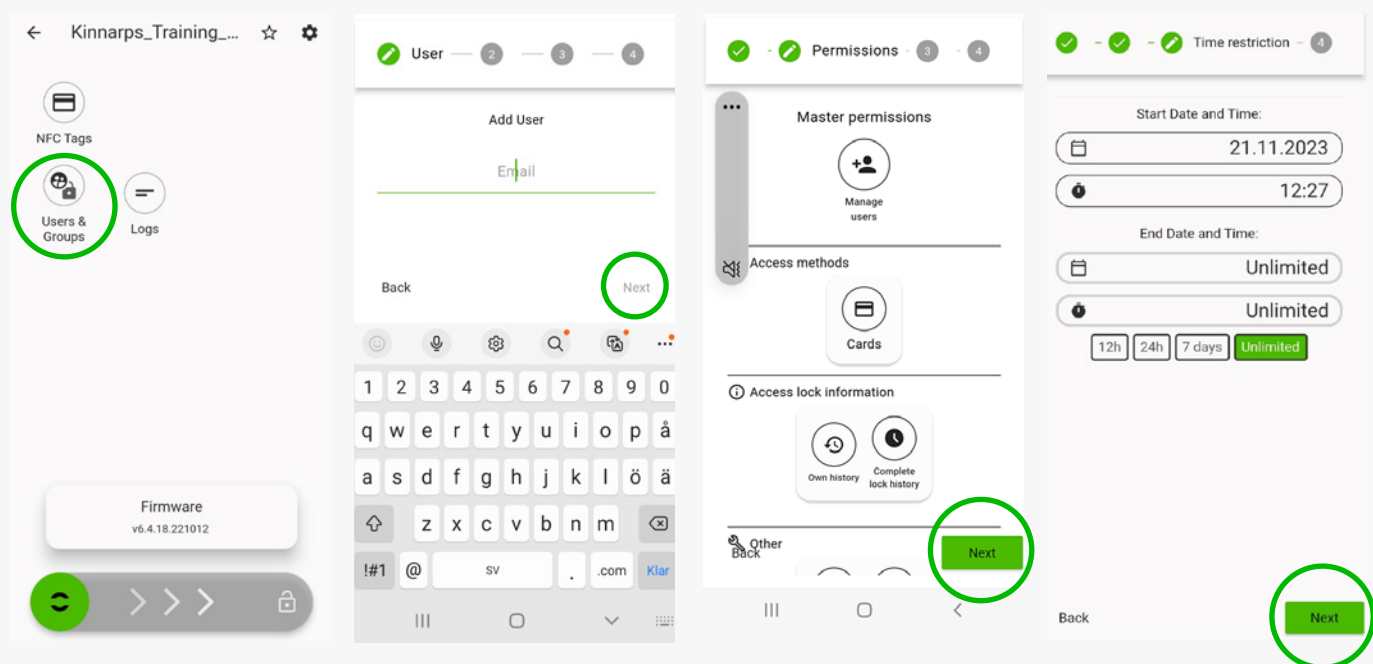 Kinnarps_Training_...
NFC Tags
Users &
Groups
Logs
Firmware
v6.4.18.221012
User
2
3
4
Add User
Email
Back
Next
1 2 3 4 5 6 7 8 9 0
q w e r t y u i o p å
a s d f g h j k l ö ä
z x c v b n m
!#1 @ sv . .com Klar
Permissions
3
4
Master permissions
Manage
users
Access methods
Cards
Access lock information
Own history
Complete
lock history
Other
Back
Next
Time restriction
4
Start Date and Time:
21.11.2023
12:27
End Date and Time:
Unlimited
Unlimited
12h 24h 7 days Unlimited
Back
Next